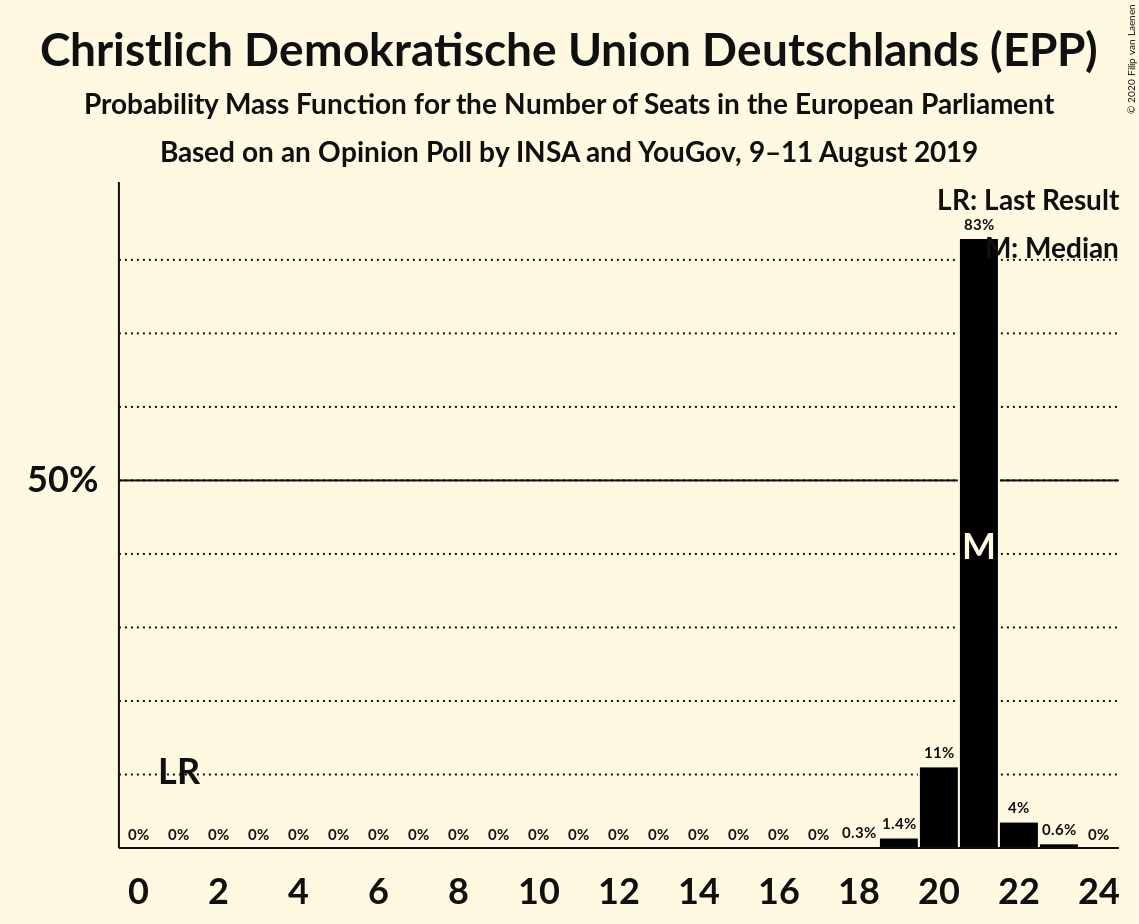 Christlich Demokratische Union Deutschlands (EPP)
Probability Mass Function for the Number of Seats in the European Parliament
Based on an Opinion Poll by INSA and YouGov, 9–11 August 2019
© 2020 Filip van Laenen
LR: Last Result
83%
M: Median
50%
M
11%
LR
4%
0% 0% 0% 0% 0% 0% 0% 0% 0% 0% 0% 0% 0% 0% 0% 0% 0% 0% 0.3% 1.4% 0.6% 0%
0 2 4 6 8 10 12 14 16 18 20 22 24